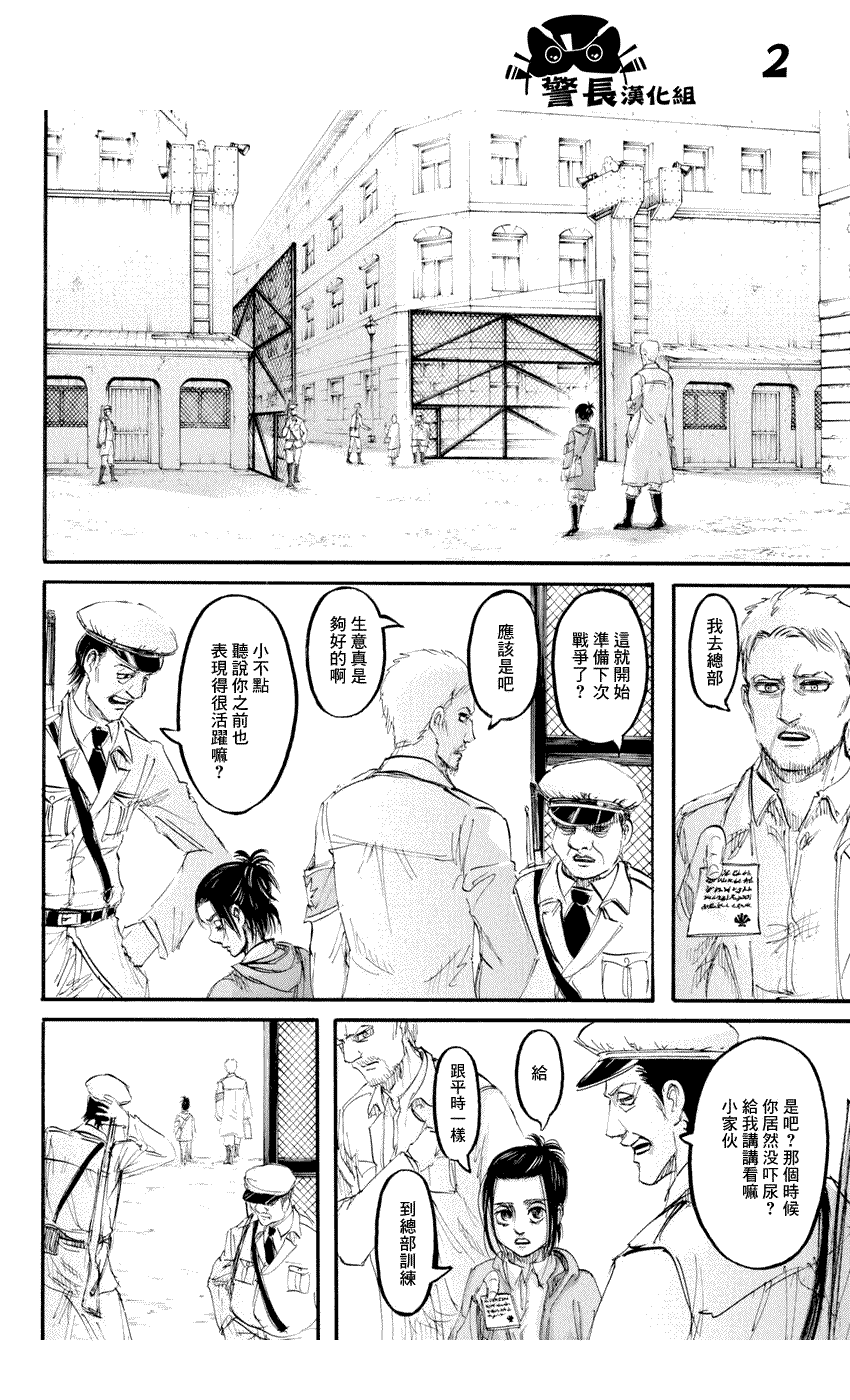 警長漢化組
2
我去總部
這就開始
準備下次
戰爭了？
應該是吧
生意真是
夠好的啊
小不點
聽說你之前也
表現得很活躍嘛？
是吧？那個時候
你居然没吓尿？
給我講講看嘛
小家伙
給
跟平時一樣
到總部訓練